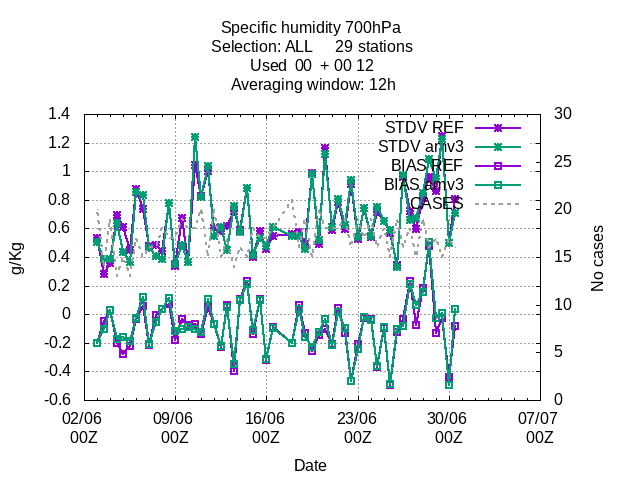 Specific humidity 700hPa
Selection: ALL 29 stations
Used 00 + 00 12
Averaging window: 12h
1.4
1.2
1
0.8
0.6
0.4
0.2
0
-0.2
-0.4
-0.6
g/Kg
30
25
20
15
10
5
0
No cases
STDV REF
STDV amv3
BIAS REF
BIAS amv3
CASES
02/06 09/06 16/06 23/06 30/06 07/07
00Z 00Z 00Z 00Z 00Z 00Z
Date